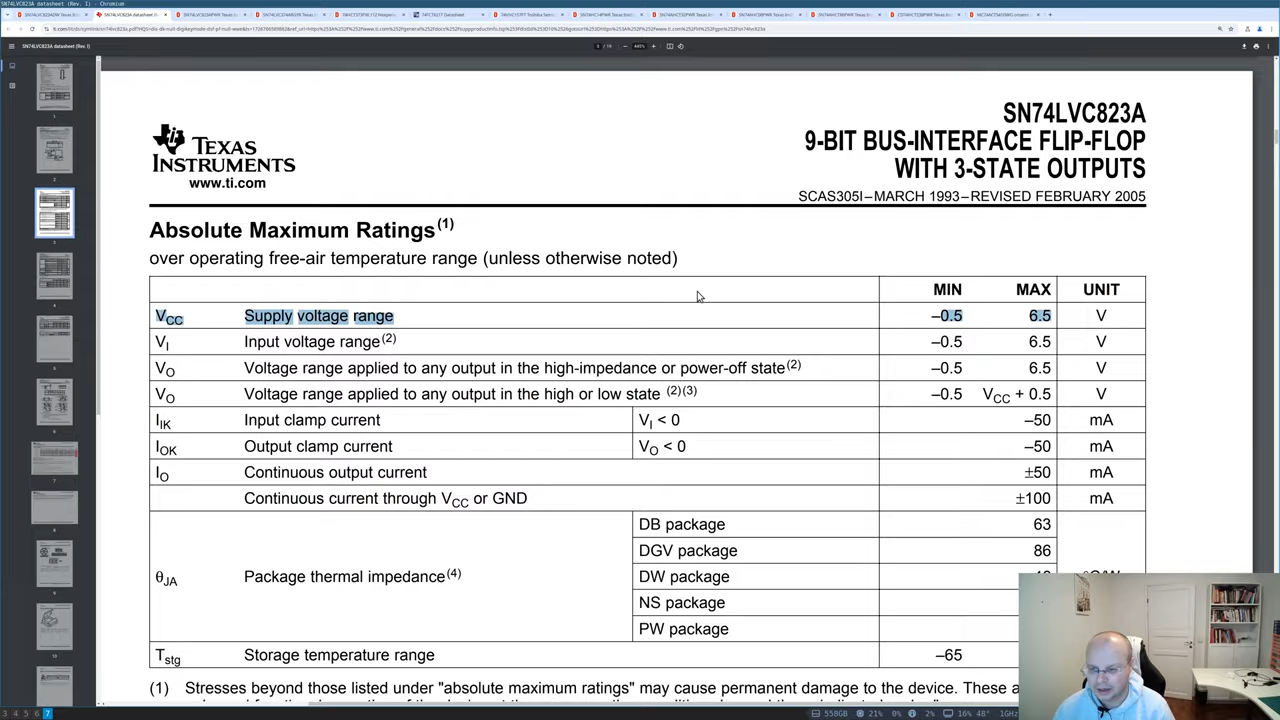 SN74LVC823A datasheet (Rev. I)
3 / 19
SN74LVC823A
9-BIT BUS-INTERFACE FLIP-FLOP
WITH 3-STATE OUTPUTS
TEXAS
INSTRUMENTS
www.ti.com
SCAS305I–MARCH 1993–REVISED FEBRUARY 2005
Absolute Maximum Ratings(1)
over operating free-air temperature range (unless otherwise noted)
MIN MAX UNIT
VCC Supply voltage range –0.5 6.5 V
VI Input voltage range(2) –0.5 6.5 V
VO Voltage range applied to any output in the high-impedance or power-off state(2) –0.5 6.5 V
VO Voltage range applied to any output in the high or low state (2)(3) –0.5 VCC + 0.5 V
IIK Input clamp current VI < 0 –50 mA
IOK Output clamp current VO < 0 –50 mA
IO Continuous output current ±50 mA
Continuous current through VCC or GND ±100 mA
θJA Package thermal impedance(4)
DB package 63
DGV package 86
DW package
NS package
PW package
Tstg Storage temperature range –65
(1) Stresses beyond those listed under "absolute maximum ratings" may cause permanent damage to the device. These a